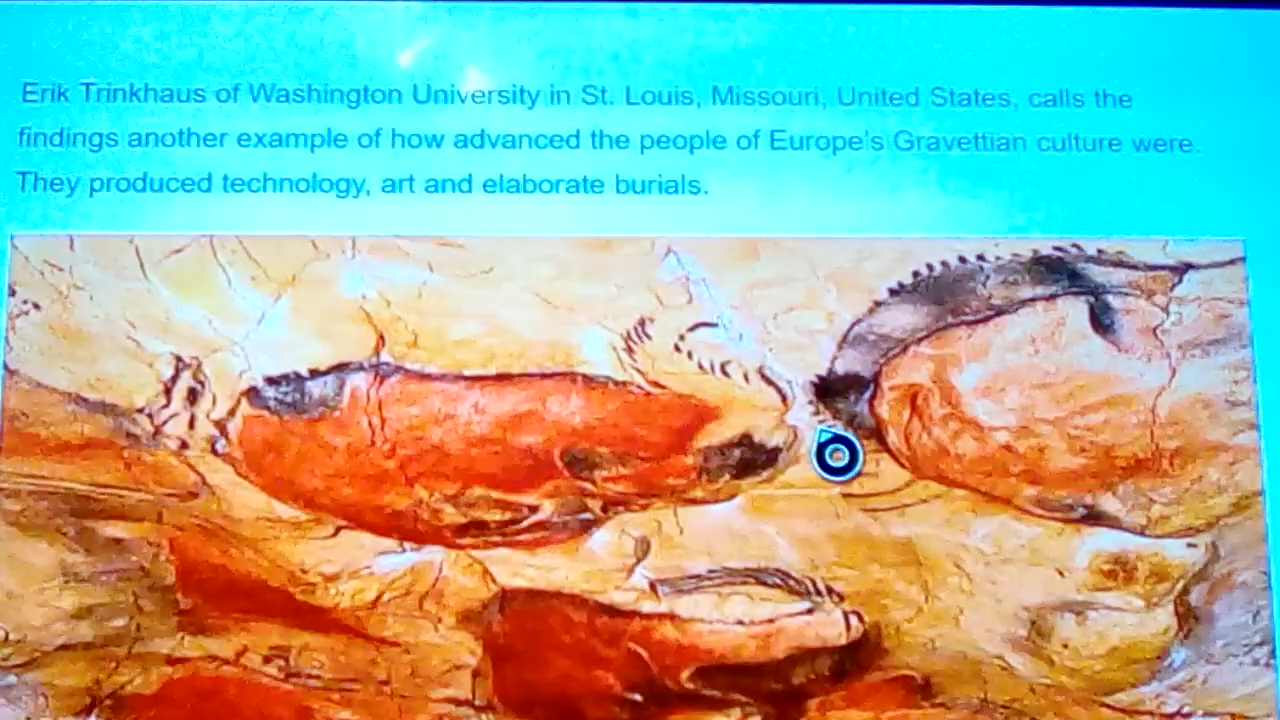 Erik Trinkhaus of Washington University in St. Louis, Missouri, United States, calls the
findings another example of how advanced the people of Europe's Gravettian culture were.
They produced technology, art and elaborate burials.